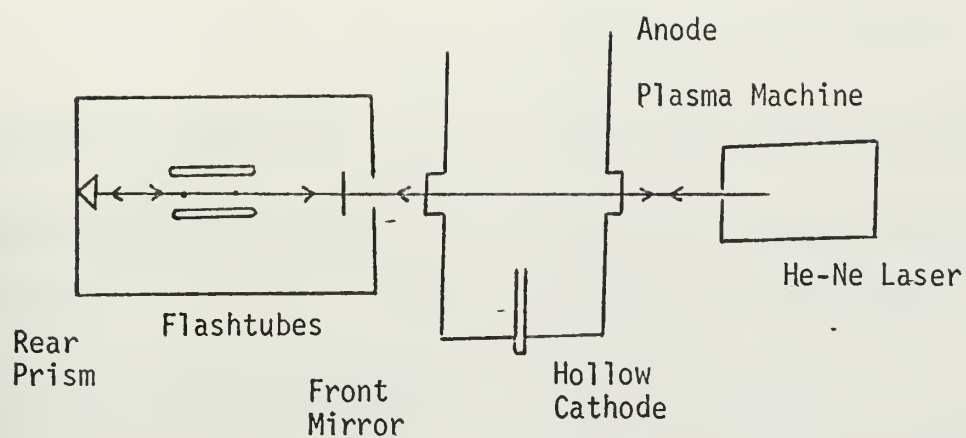 Anode
Plasma Machine
He-Ne Laser
Flashtubes
Rear
Prism
Front
Mirror
Hollow
Cathode